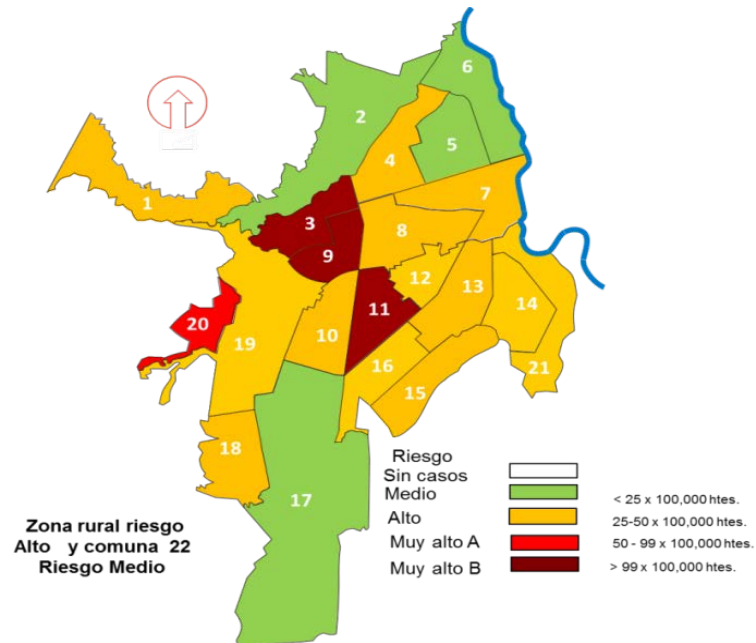 6
2
4
5
1
7
3
8
9
12
13
14
11
20
10
19
16
21
15
18
17
Riesgo
Sin casos
Medio < 25 x 100,000 htes.
Alto 25-50 x 100,000 htes.
Muy alto A 50 - 99 x 100,000 htes.
Muy alto B > 99 x 100,000 htes.
Zona rural riesgo
Alto y comuna 22
Riesgo Medio